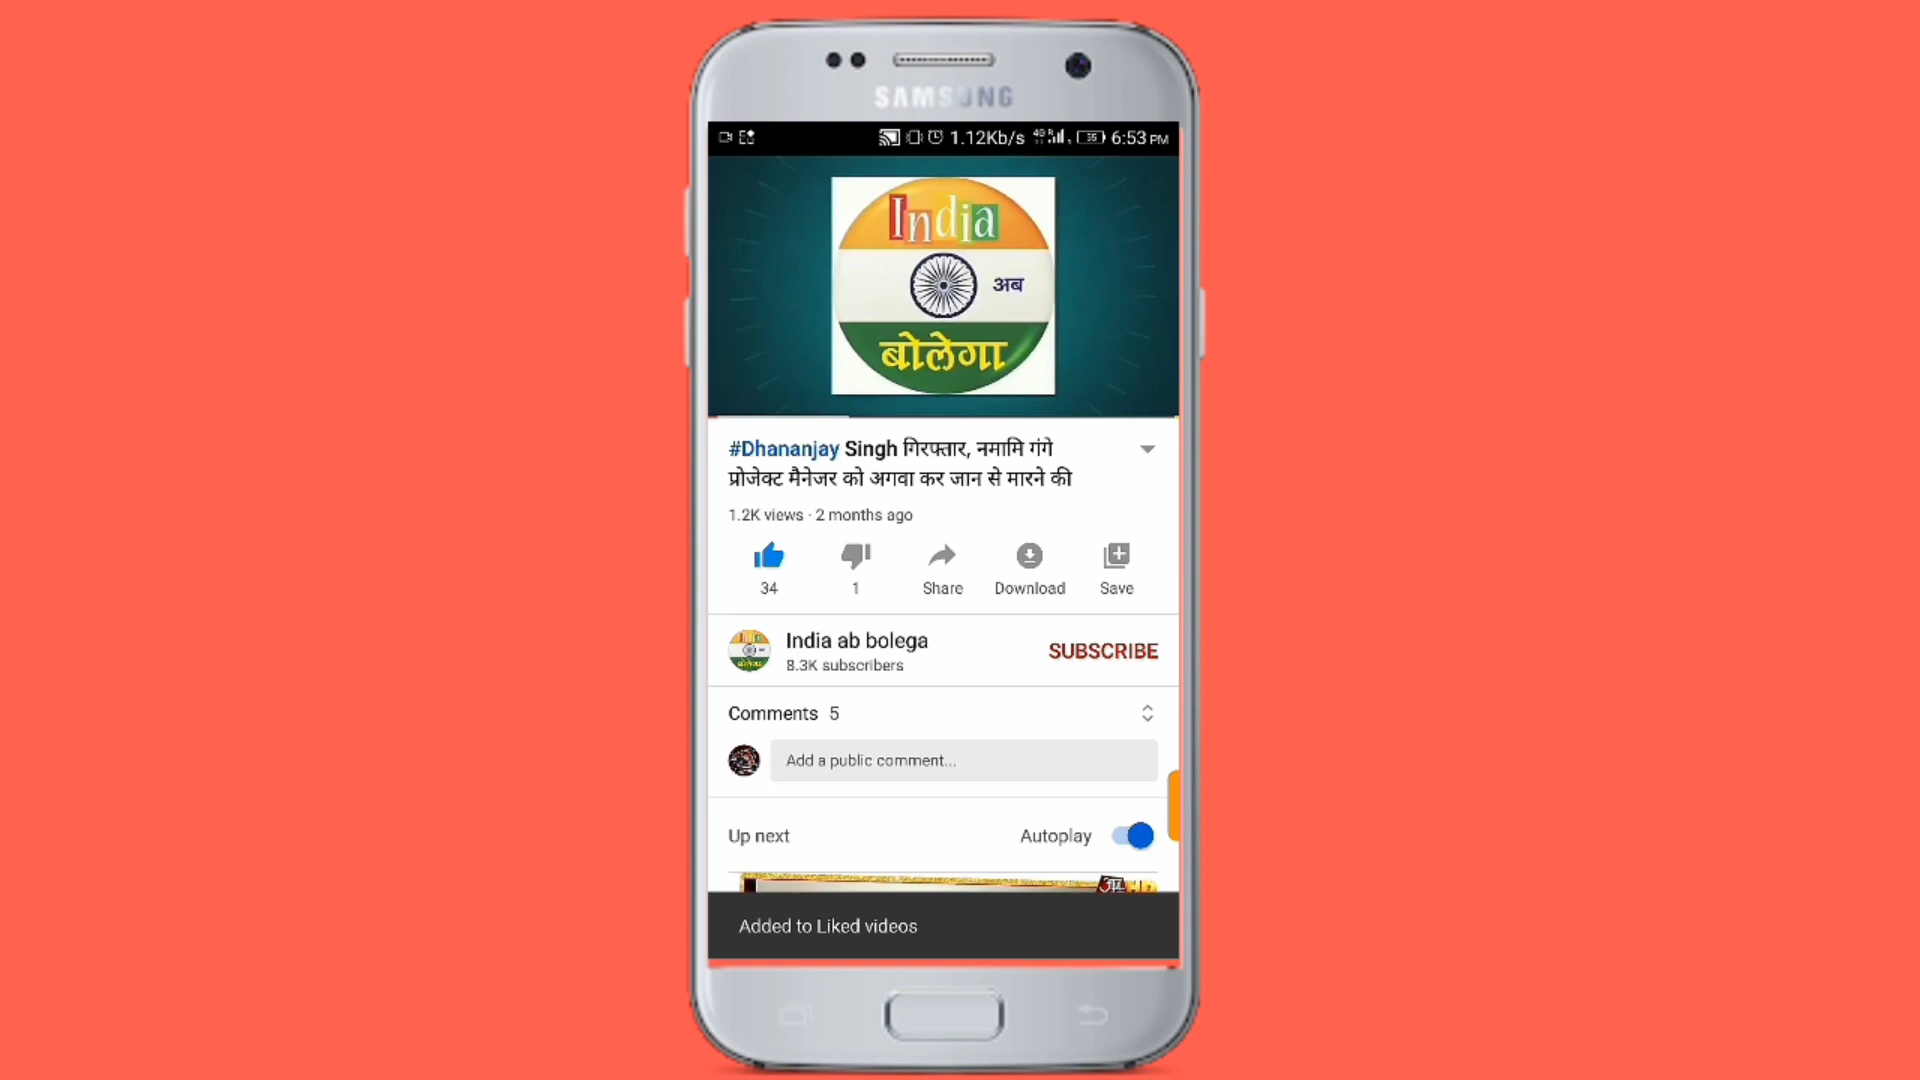 SAMSUNG
1.12Kb/s 4G R 55 6:53 PM
India
अब
बोलेगा
#Dhananjay Singh गिरफ्तार, नमामि गंगे
प्रोजेक्ट मैनेजर को अगवा कर जान से मारने की
1.2K views · 2 months ago
34 1 Share Download Save
India ab bolega
8.3K subscribers
SUBSCRIBE
Comments 5
Add a public comment...
Up next Autoplay
Added to Liked videos